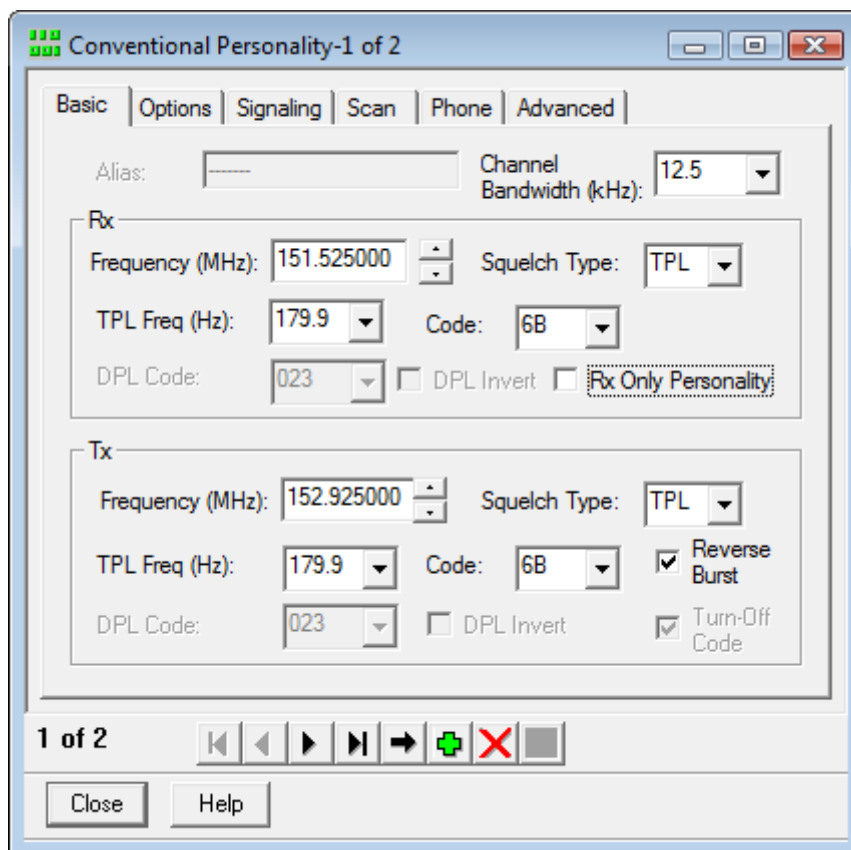 Conventional Personality-1 of 2
Basic Options Signaling Scan Phone Advanced
Alias: -------
Channel
Bandwidth (kHz): 12.5
Rx
Frequency (MHz): 151.525000 Squelch Type: TPL
TPL Freq (Hz): 179.9 Code: 6B
DPL Code: 023 DPL Invert Rx Only Personality
Tx
Frequency (MHz): 152.925000 Squelch Type: TPL
TPL Freq (Hz): 179.9 Code: 6B Reverse
Burst
DPL Code: 023 DPL Invert Turn-Off
Code
1 of 2
Close Help